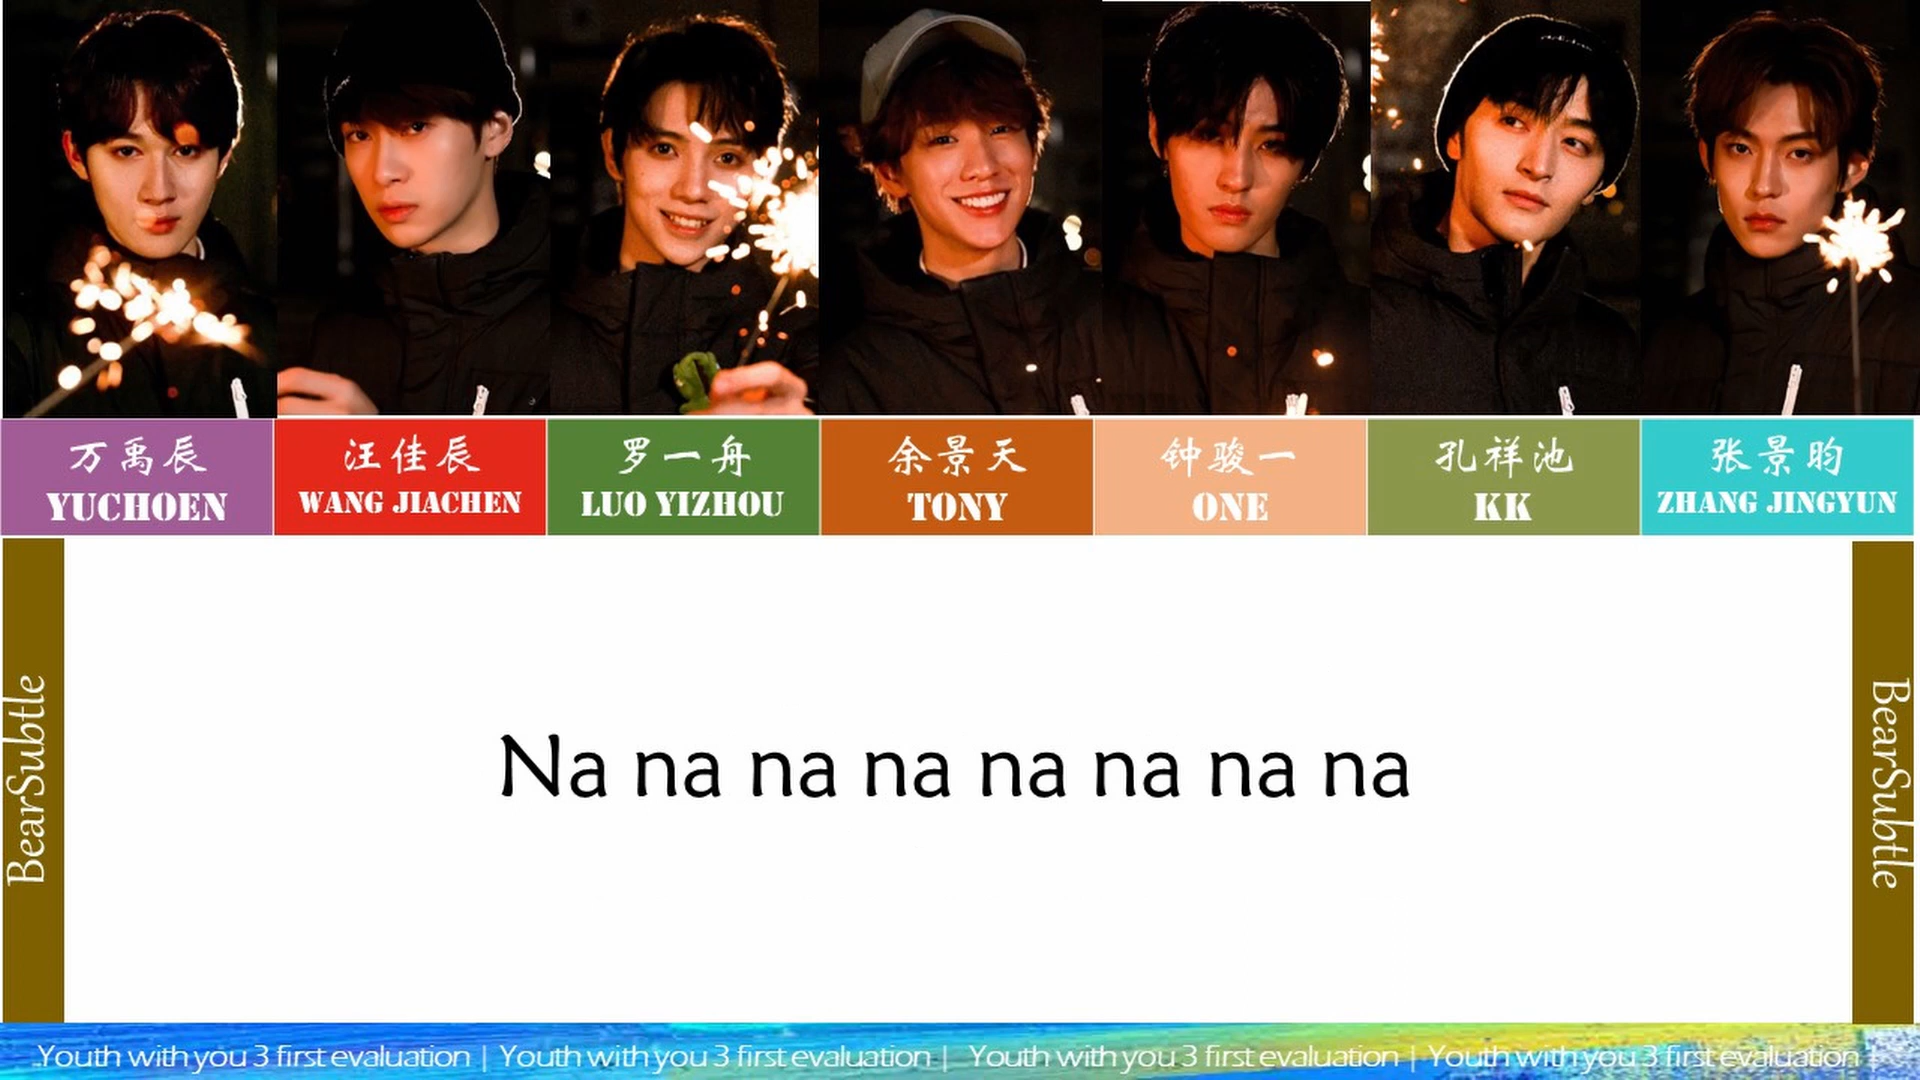 万禹辰
YUCHOEN
汪佳辰
WANG JIACHEN
罗一舟
LUO YIZHOU
余景天
TONY
钟骏一
ONE
孔祥池
KK
张景昀
ZHANG JINGYUN
BearSubtle
Na na na na na na na na
BearSubtle
Youth with you 3 first evaluation | Youth with you 3 first evaluation | Youth with you 3 first evaluation | Youth with you 3 first evaluation |